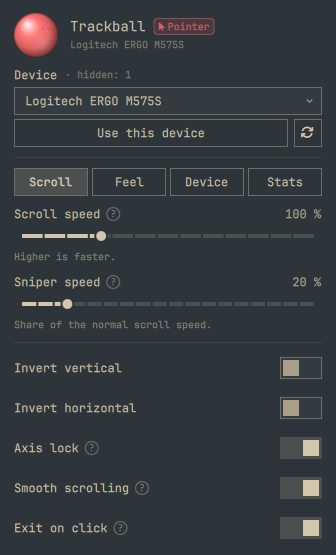 Trackball Pointer
Logitech ERGO M575S
Device · hidden: 1
Logitech ERGO M575S
Use this device
Scroll Feel Device Stats
Scroll speed ? 100 %
Higher is faster.
Sniper speed ? 20 %
Share of the normal scroll speed.
Invert vertical
Invert horizontal
Axis lock ?
Smooth scrolling ?
Exit on click ?